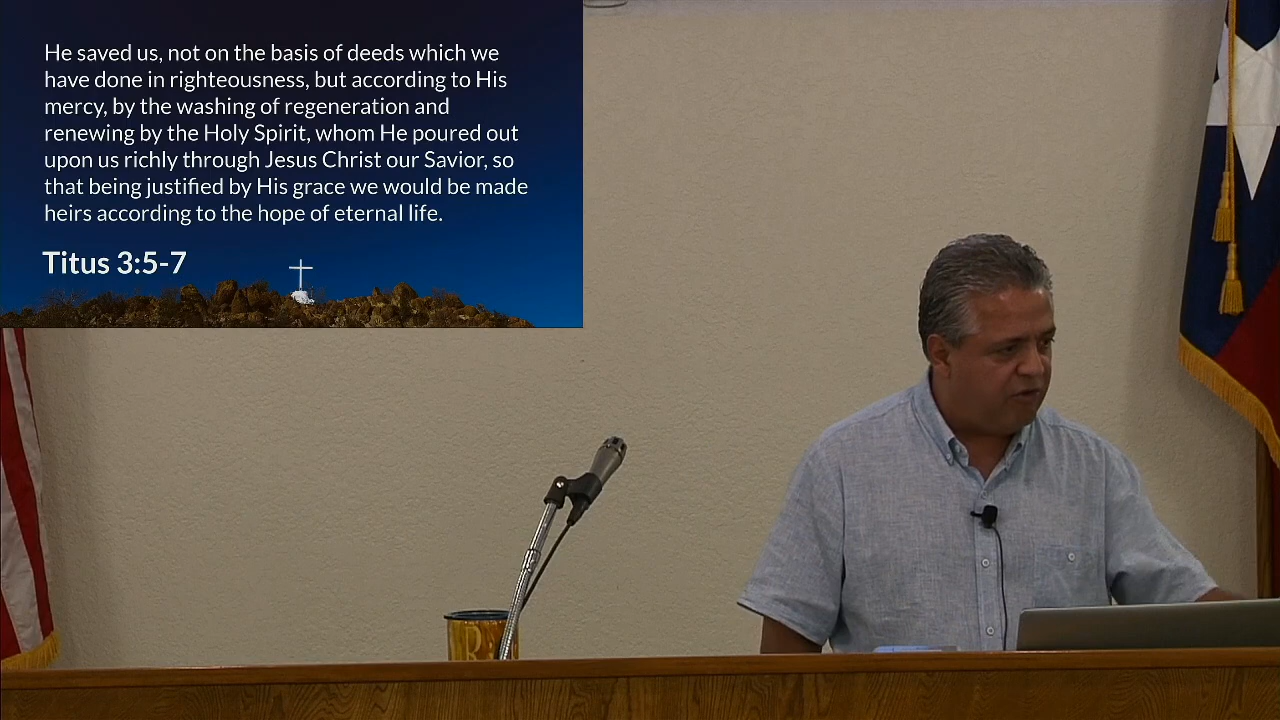 He saved us, not on the basis of deeds which we
have done in righteousness, but according to His
mercy, by the washing of regeneration and
renewing by the Holy Spirit, whom He poured out
upon us richly through Jesus Christ our Savior, so
that being justified by His grace we would be made
heirs according to the hope of eternal life.
Titus 3:5-7
R